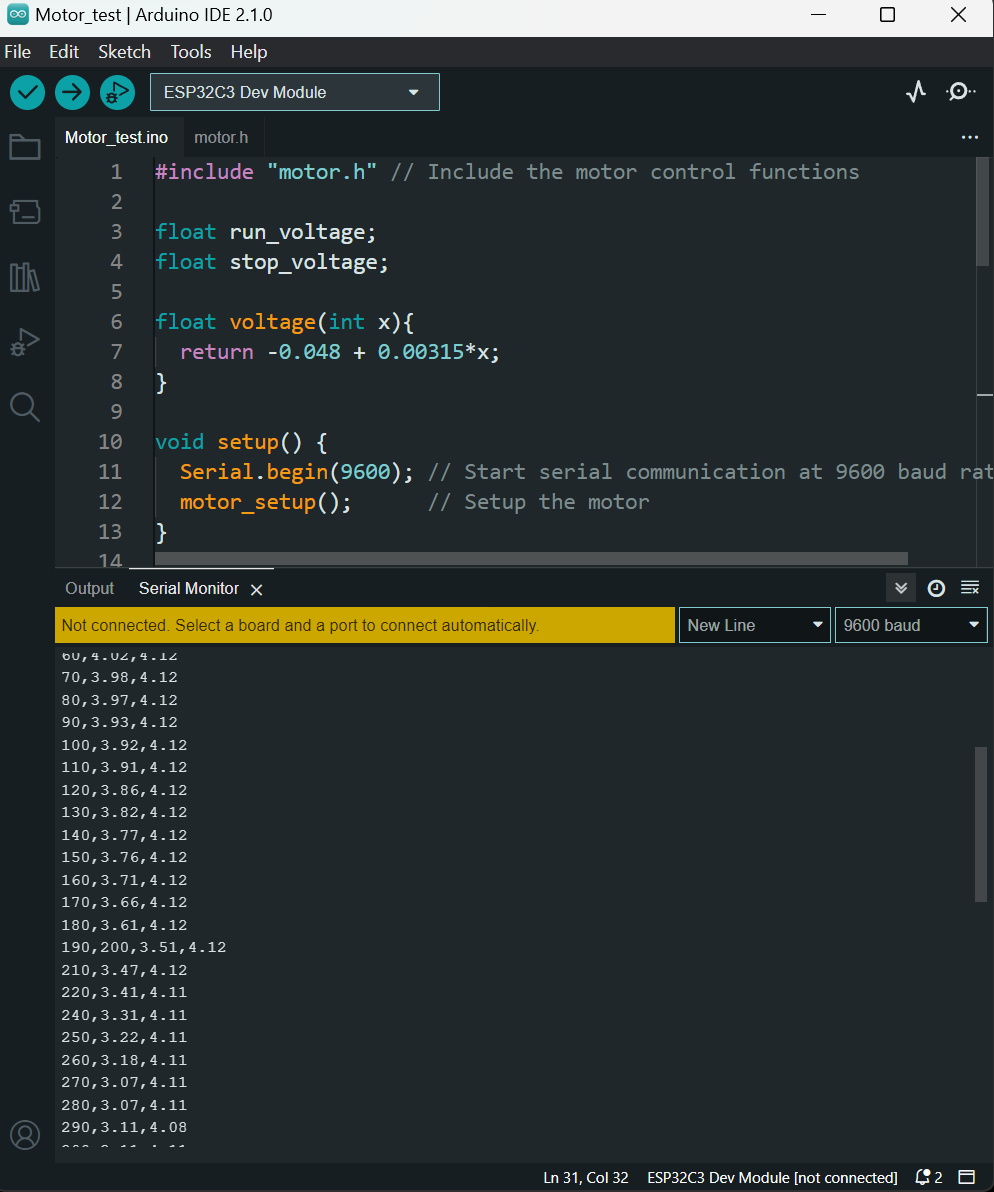 Motor_test | Arduino IDE 2.1.0
File Edit Sketch Tools Help
ESP32C3 Dev Module
Motor_test.ino motor.h
1 #include "motor.h" // Include the motor control functions
2
3 float run_voltage;
4 float stop_voltage;
5
6 float voltage(int x){
7 return -0.048 + 0.00315*x;
8 }
9
10 void setup() {
11 Serial.begin(9600); // Start serial communication at 9600 baud rat
12 motor_setup(); // Setup the motor
13 }
14
Output Serial Monitor
Not connected. Select a board and a port to connect automatically. New Line 9600 baud
60,4.02,4.12
70,3.98,4.12
80,3.97,4.12
90,3.93,4.12
100,3.92,4.12
110,3.91,4.12
120,3.86,4.12
130,3.82,4.12
140,3.77,4.12
150,3.76,4.12
160,3.71,4.12
170,3.66,4.12
180,3.61,4.12
190,200,3.51,4.12
210,3.47,4.12
220,3.41,4.11
240,3.31,4.11
250,3.22,4.11
260,3.18,4.11
270,3.07,4.11
280,3.07,4.11
290,3.11,4.08
Ln 31, Col 32 ESP32C3 Dev Module [not connected] 2